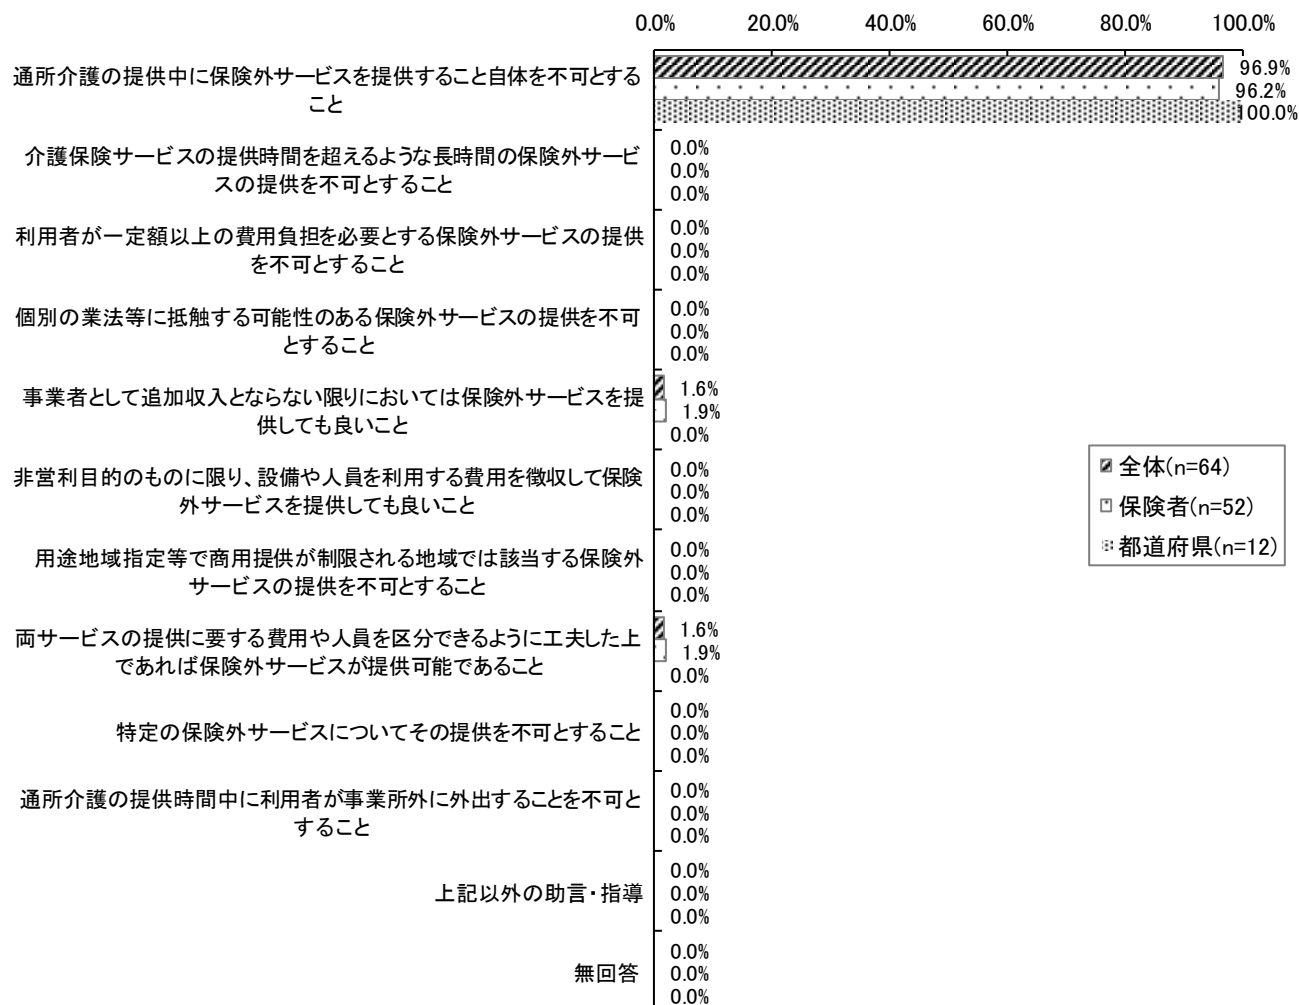 0.0% 20.0% 40.0% 60.0% 80.0% 100.0%
通所介護の提供中に保険外サービスを提供すること自体を不可とする
こと
96.9%
96.2%
100.0%
介護保険サービスの提供時間を超えるような長時間の保険外サービ
スの提供を不可とすること
0.0%
0.0%
0.0%
利用者が一定額以上の費用負担を必要とする保険外サービスの提供
を不可とすること
0.0%
0.0%
0.0%
個別の業法等に抵触する可能性のある保険外サービスの提供を不可
とすること
0.0%
0.0%
0.0%
事業者として追加収入とならない限りにおいては保険外サービスを提
供しても良いこと
1.6%
1.9%
0.0%
非営利目的のものに限り、設備や人員を利用する費用を徴収して保険
外サービスを提供しても良いこと
0.0%
0.0%
0.0%
用途地域指定等で商用提供が制限される地域では該当する保険外
サービスの提供を不可とすること
0.0%
0.0%
0.0%
両サービスの提供に要する費用や人員を区分できるように工夫した上
であれば保険外サービスが提供可能であること
1.6%
1.9%
0.0%
特定の保険外サービスについてその提供を不可とすること
0.0%
0.0%
0.0%
通所介護の提供時間中に利用者が事業所外に外出することを不可と
すること
0.0%
0.0%
0.0%
上記以外の助言・指導
0.0%
0.0%
0.0%
無回答
0.0%
0.0%
0.0%
全体(n=64)
保険者(n=52)
都道府県(n=12)